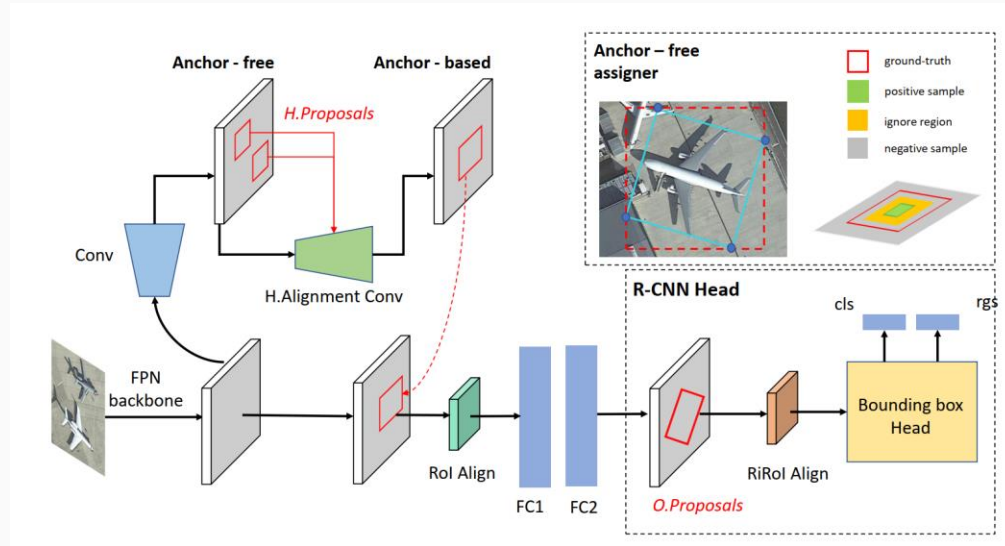 Anchor - free
Anchor - based
H.Proposals
Conv
H.Alignment Conv
FPN
backbone
RoI Align
FC1
FC2
Anchor – free
assigner
ground-truth
positive sample
ignore region
negative sample
R-CNN Head
cls
rgs
Bounding box
Head
RiRoI Align
O.Proposals